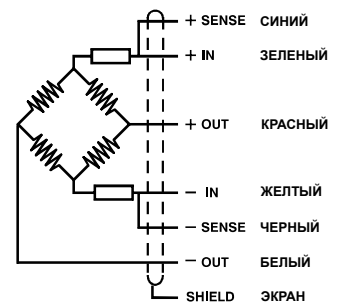 + SENSE СИНИЙ
+ IN ЗЕЛЕНЫЙ
+ OUT КРАСНЫЙ
− IN ЖЕЛТЫЙ
− SENSE ЧЕРНЫЙ
− OUT БЕЛЫЙ
SHIELD ЭКРАН